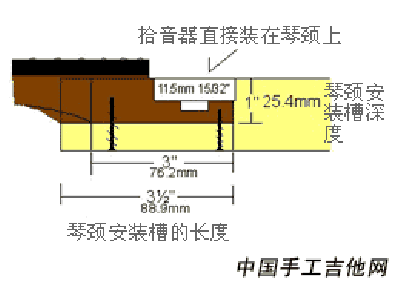 拾音器直接装在琴颈上
11.5mm 15.82"
1" 25.4mm
琴颈安
装槽深
度
3"
76.2mm
3½"
88.9mm
琴颈安装槽的长度
中国手工吉他网